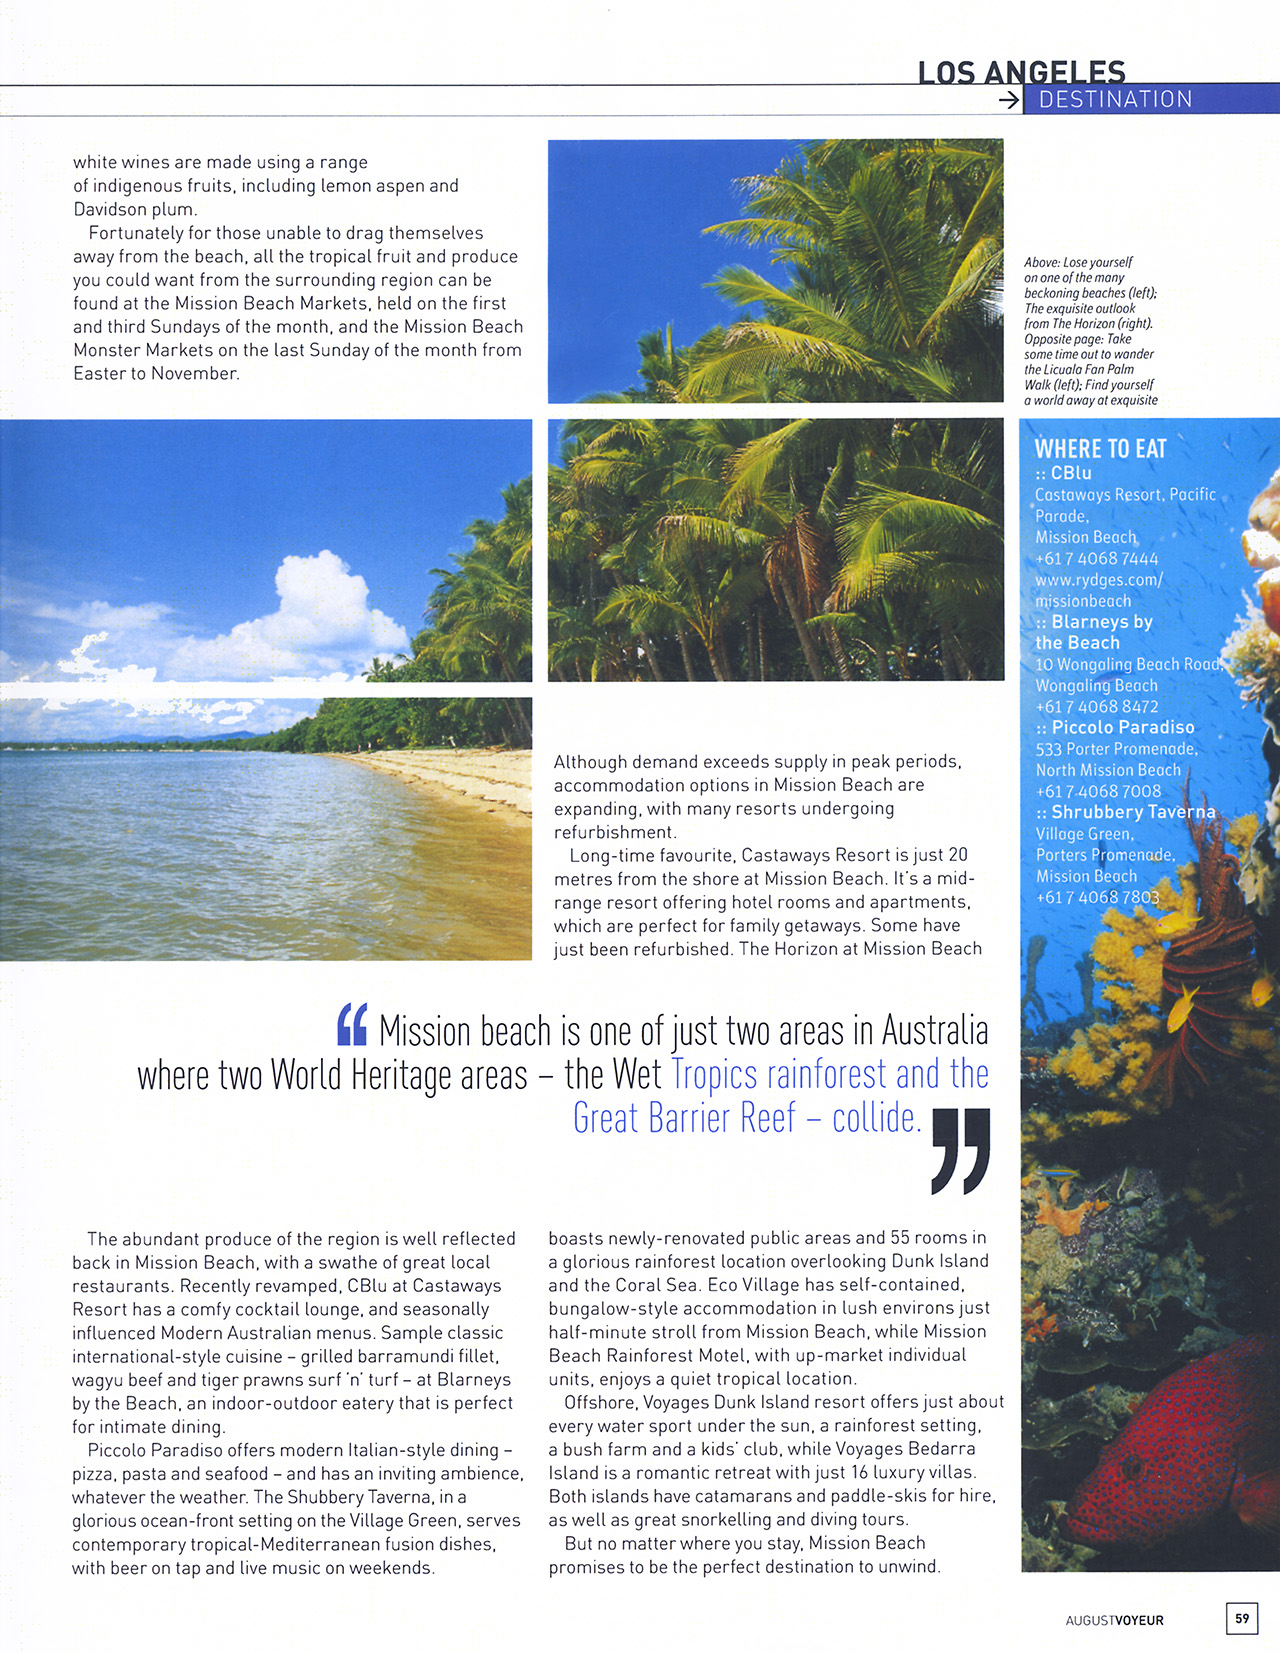 LOS ANGELES
DESTINATION
white wines are made using a range
of indigenous fruits, including lemon aspen and
Davidson plum.
Fortunately for those unable to drag themselves
away from the beach, all the tropical fruit and produce
you could want from the surrounding region can be
found at the Mission Beach Markets, held on the first
and third Sundays of the month, and the Mission Beach
Monster Markets on the last Sunday of the month from
Easter to November.
Above: Lose yourself
on one of the many
beckoning beaches (left);
The exquisite outlook
from The Horizon (right).
Opposite page: Take
some time out to wander
the Licuala Fan Palm
Walk (left); Find yourself
a world away at exquisite
WHERE TO EAT
:: CBlu
Castaways Resort, Pacific
Parade,
Mission Beach
+61 7 4068 7444
www.rydges.com/
missionbeach
:: Blarneys by
the Beach
10 Wongaling Beach Road,
Wongaling Beach
+61 7 4068 8472
:: Piccolo Paradiso
533 Porter Promenade,
North Mission Beach
+61 7 4068 7008
:: Shrubbery Taverna
Village Green,
Porters Promenade,
Mission Beach
+61 7 4068 7803
Although demand exceeds supply in peak periods,
accommodation options in Mission Beach are
expanding, with many resorts undergoing
refurbishment.
Long-time favourite, Castaways Resort is just 20
metres from the shore at Mission Beach. It's a mid-
range resort offering hotel rooms and apartments,
which are perfect for family getaways. Some have
just been refurbished. The Horizon at Mission Beach
“ Mission beach is one of just two areas in Australia
where two World Heritage areas – the Wet Tropics rainforest and the
Great Barrier Reef – collide. ”
The abundant produce of the region is well reflected
back in Mission Beach, with a swathe of great local
restaurants. Recently revamped, CBlu at Castaways
Resort has a comfy cocktail lounge, and seasonally
influenced Modern Australian menus. Sample classic
international-style cuisine – grilled barramundi fillet,
wagyu beef and tiger prawns surf 'n' turf – at Blarneys
by the Beach, an indoor-outdoor eatery that is perfect
for intimate dining.
Piccolo Paradiso offers modern Italian-style dining –
pizza, pasta and seafood – and has an inviting ambience,
whatever the weather. The Shubbery Taverna, in a
glorious ocean-front setting on the Village Green, serves
contemporary tropical-Mediterranean fusion dishes,
with beer on tap and live music on weekends.
boasts newly-renovated public areas and 55 rooms in
a glorious rainforest location overlooking Dunk Island
and the Coral Sea. Eco Village has self-contained,
bungalow-style accommodation in lush environs just
half-minute stroll from Mission Beach, while Mission
Beach Rainforest Motel, with up-market individual
units, enjoys a quiet tropical location.
Offshore, Voyages Dunk Island resort offers just about
every water sport under the sun, a rainforest setting,
a bush farm and a kids' club, while Voyages Bedarra
Island is a romantic retreat with just 16 luxury villas.
Both islands have catamarans and paddle-skis for hire,
as well as great snorkelling and diving tours.
But no matter where you stay, Mission Beach
promises to be the perfect destination to unwind.
AUGUSTVOYEUR
59